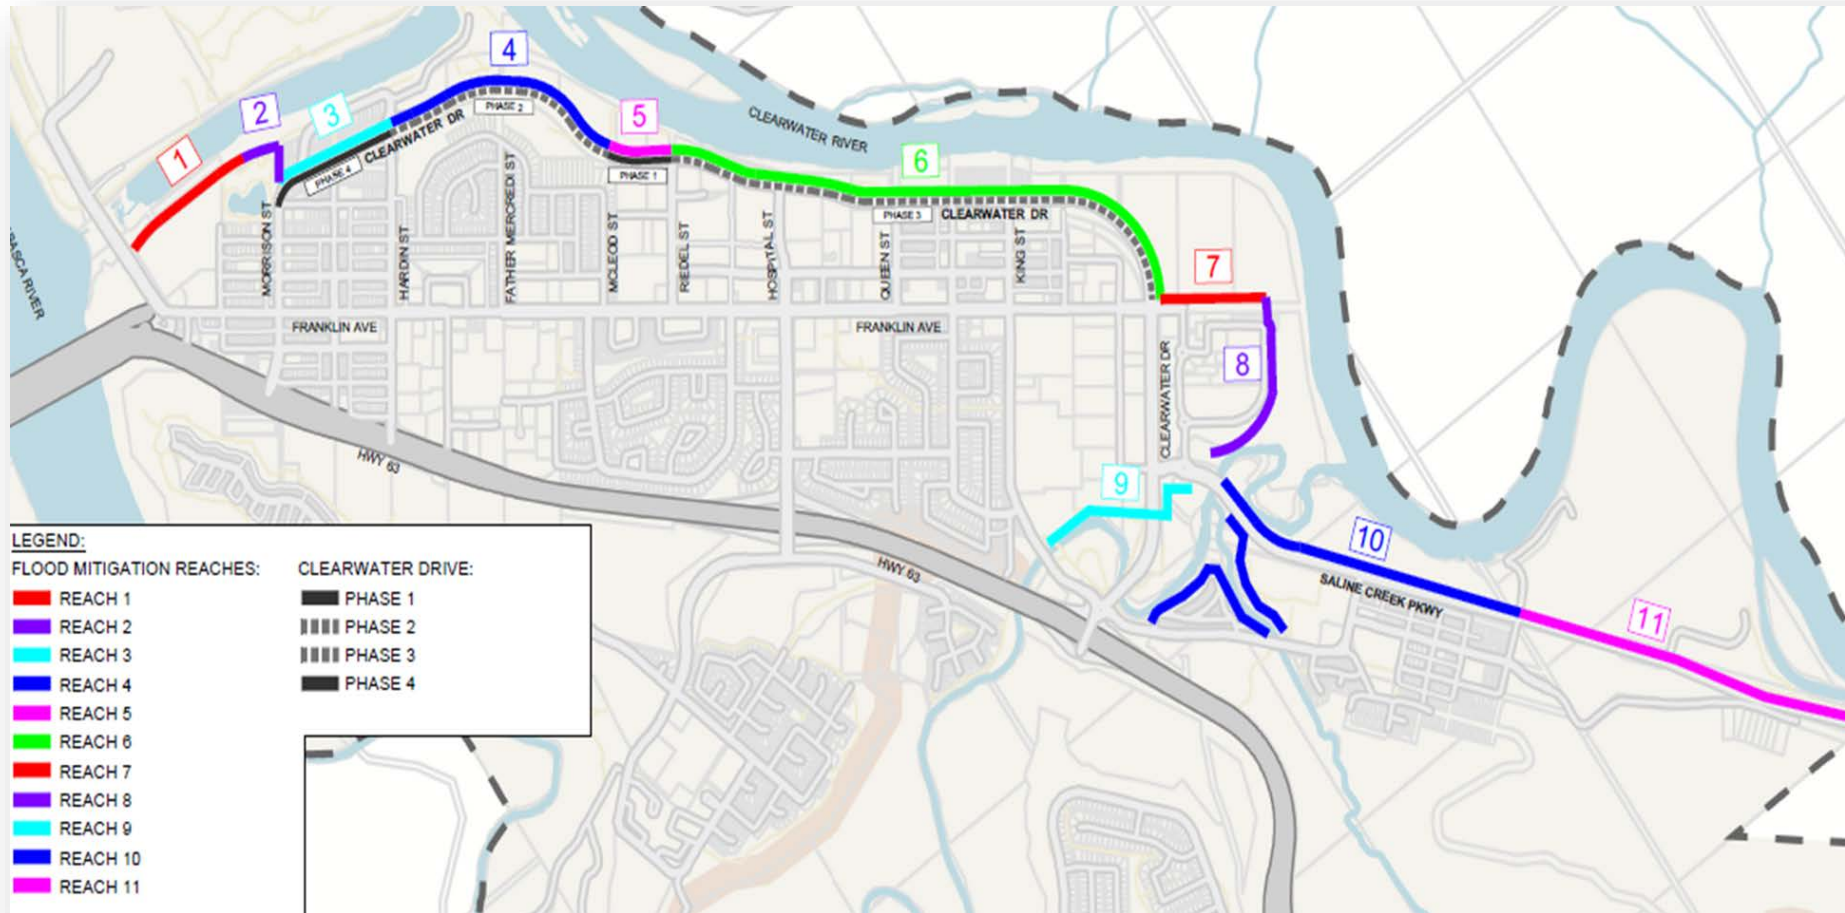 4
2
3
5
1
CLEARWATER RIVER
PHASE 2
CLEARWATER DR
6
PHASE 4
PHASE 1
PHASE 3
CLEARWATER DR
MORRISON ST
HARDIN ST
FATHER MERCREDI ST
MCLEOD ST
RIEDEL ST
HOSPITAL ST
QUEEN ST
KING ST
7
BASCA RIVER
FRANKLIN AVE
FRANKLIN AVE
CLEARWATER DR
8
HWY 63
9
10
HWY 63
SALINE CREEK PKWY
11
LEGEND:
FLOOD MITIGATION REACHES:
REACH 1
REACH 2
REACH 3
REACH 4
REACH 5
REACH 6
REACH 7
REACH 8
REACH 9
REACH 10
REACH 11
CLEARWATER DRIVE:
PHASE 1
PHASE 2
PHASE 3
PHASE 4